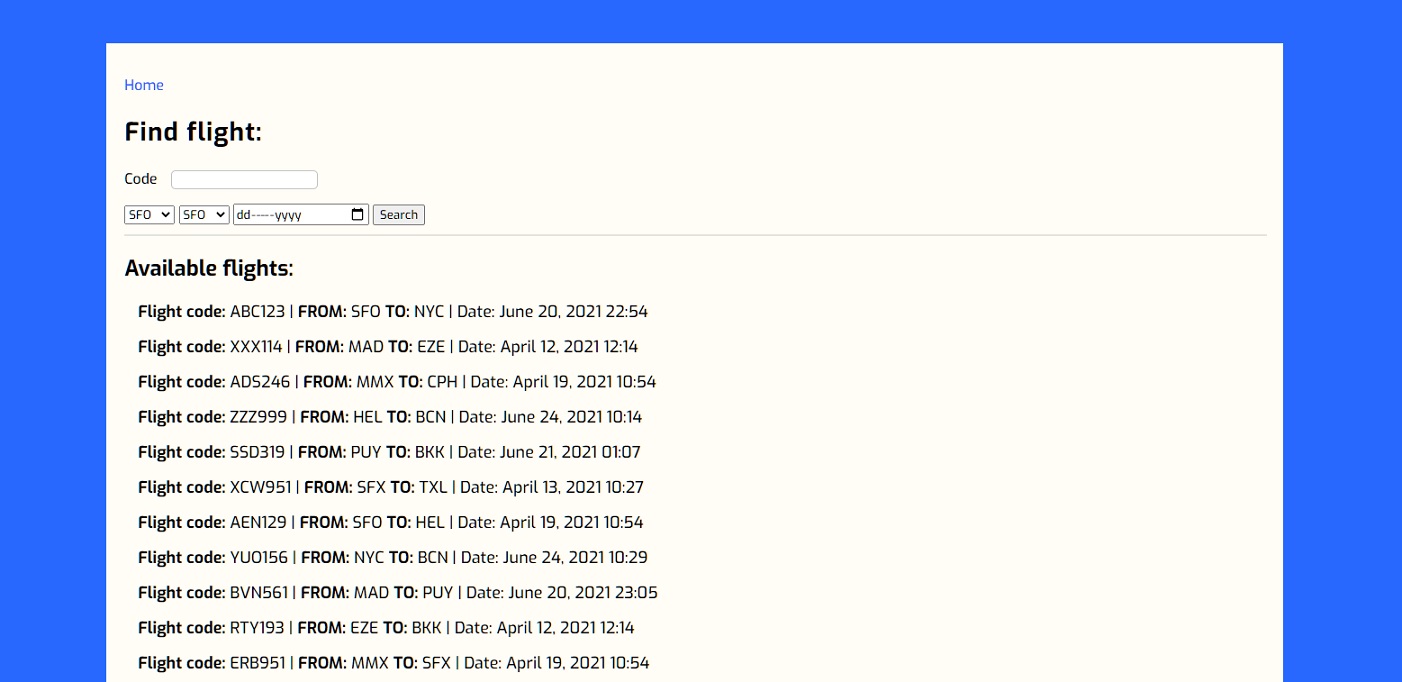 Home
Find flight:
Code
SFO SFO dd-----yyyy Search
Available flights:
Flight code: ABC123 | FROM: SFO TO: NYC | Date: June 20, 2021 22:54
Flight code: XXX114 | FROM: MAD TO: EZE | Date: April 12, 2021 12:14
Flight code: ADS246 | FROM: MMX TO: CPH | Date: April 19, 2021 10:54
Flight code: ZZZ999 | FROM: HEL TO: BCN | Date: June 24, 2021 10:14
Flight code: SSD319 | FROM: PUY TO: BKK | Date: June 21, 2021 01:07
Flight code: XCW951 | FROM: SFX TO: TXL | Date: April 13, 2021 10:27
Flight code: AEN129 | FROM: SFO TO: HEL | Date: April 19, 2021 10:54
Flight code: YUO156 | FROM: NYC TO: BCN | Date: June 24, 2021 10:29
Flight code: BVN561 | FROM: MAD TO: PUY | Date: June 20, 2021 23:05
Flight code: RTY193 | FROM: EZE TO: BKK | Date: April 12, 2021 12:14
Flight code: ERB951 | FROM: MMX TO: SFX | Date: April 19, 2021 10:54